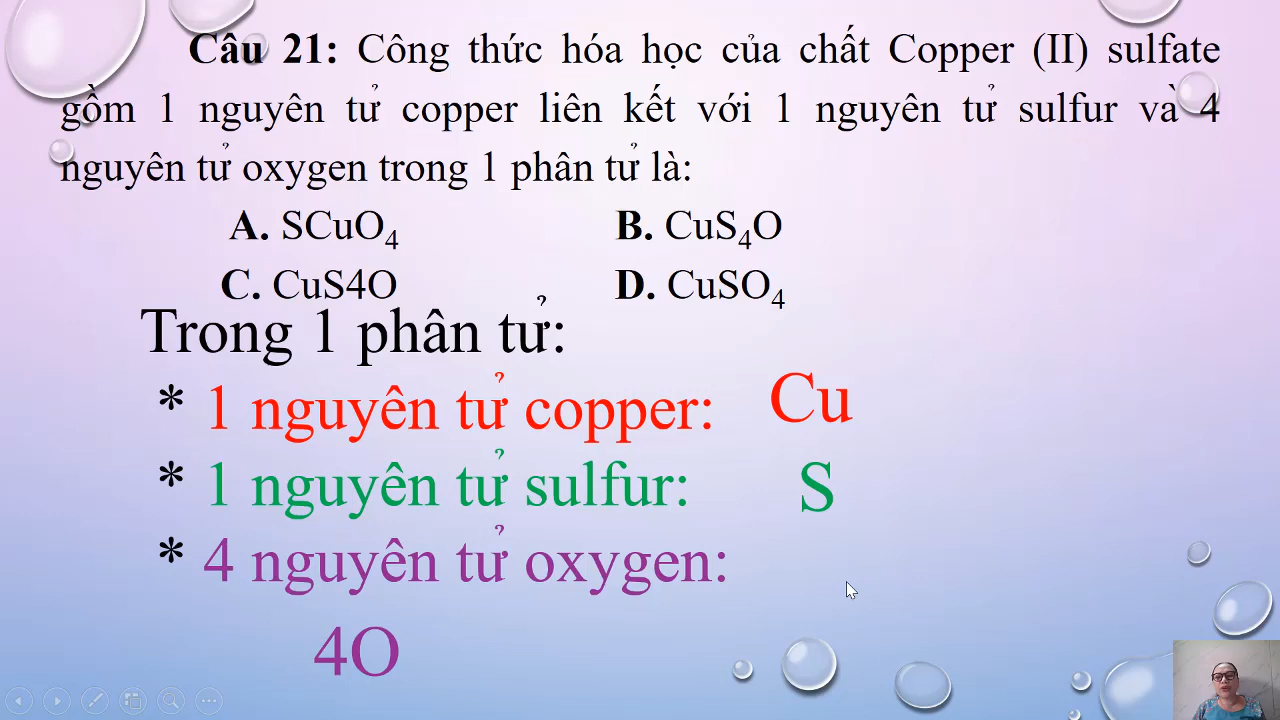 Câu 21: Công thức hóa học của chất Copper (II) sulfate
gồm 1 nguyên tử copper liên kết với 1 nguyên tử sulfur và 4
nguyên tử oxygen trong 1 phân tử là:
A. SCuO₄ B. CuS₄O
C. CuS4O D. CuSO₄
Trong 1 phân tử:
* 1 nguyên tử copper: Cu
* 1 nguyên tử sulfur: S
* 4 nguyên tử oxygen:
4O